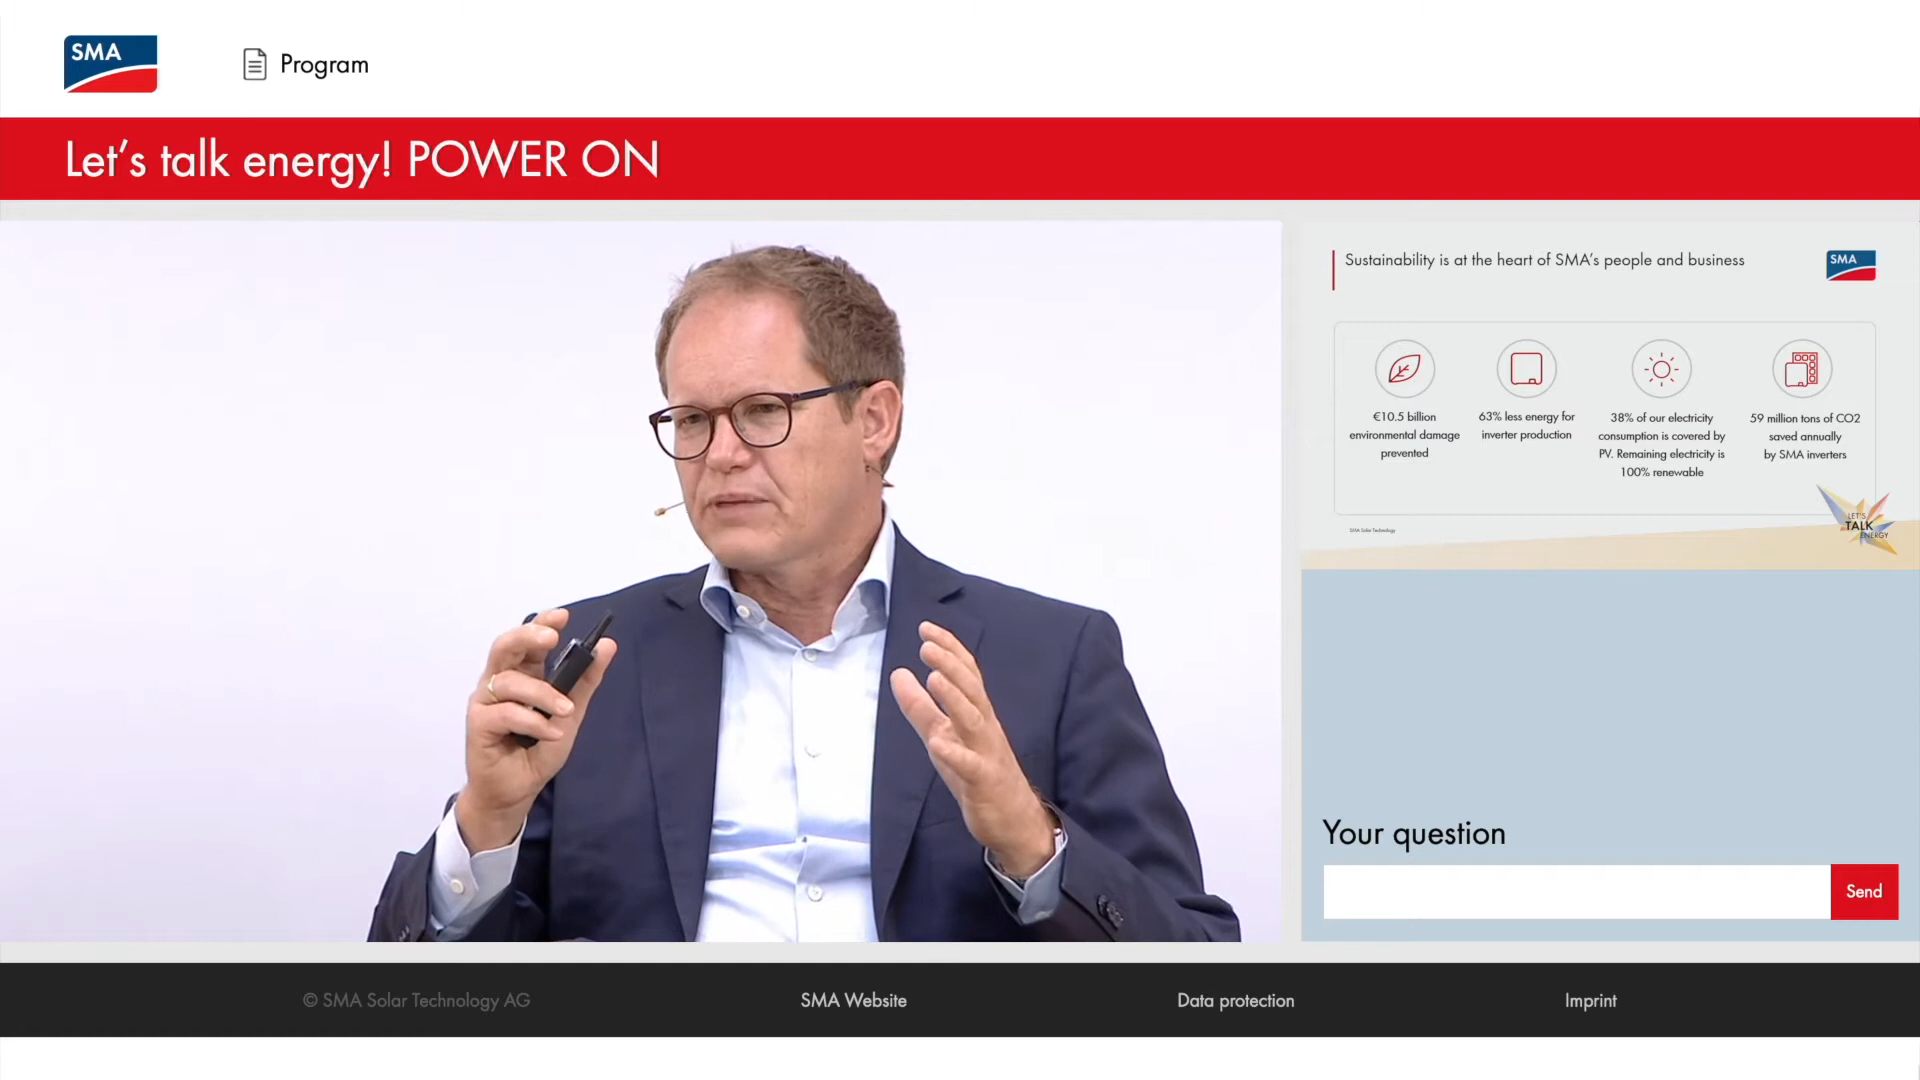 SMA
Program
Let's talk energy! POWER ON
Sustainability is at the heart of SMA's people and business
SMA
€10.5 billion
environmental damage
prevented
63% less energy for
inverter production
38% of our electricity
consumption is covered by
PV. Remaining electricity is
100% renewable
59 million tons of CO2
saved annually
by SMA inverters
SMA Solar Technology
LET'S
TALK
ENERGY
Your question
Send
© SMA Solar Technology AG
SMA Website
Data protection
Imprint